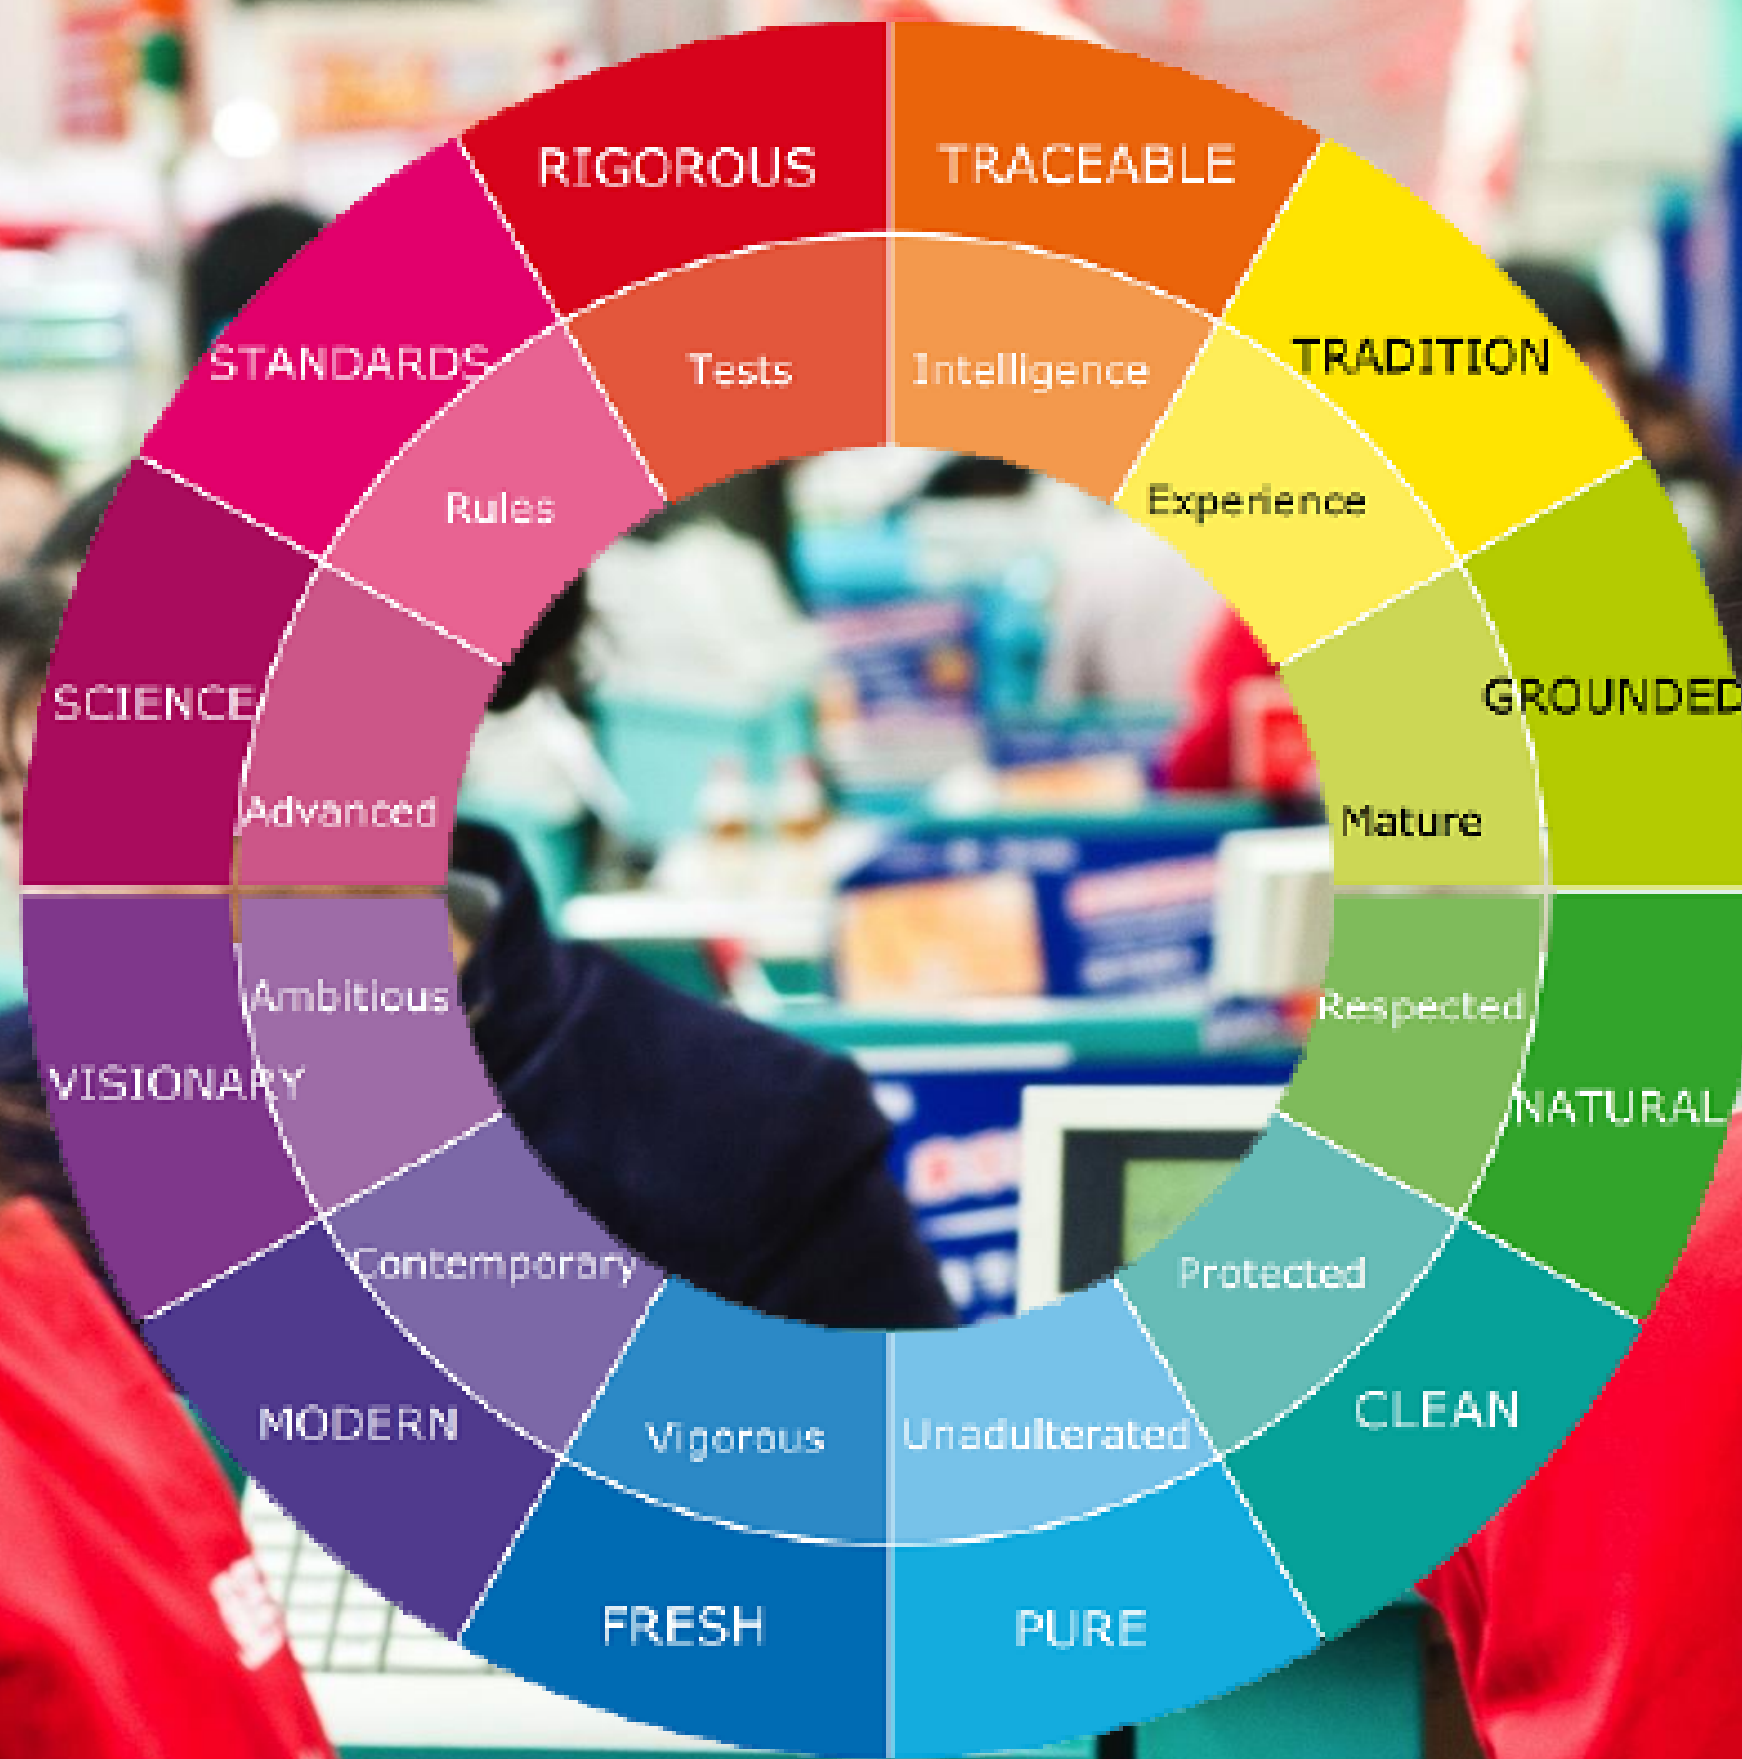 RIGOROUS
TRACEABLE
TRADITION
GROUNDED
NATURAL
CLEAN
PURE
FRESH
MODERN
VISIONARY
SCIENCE
STANDARDS
Tests
Intelligence
Experience
Mature
Respected
Protected
Unadulterated
Vigorous
Contemporary
Ambitious
Advanced
Rules